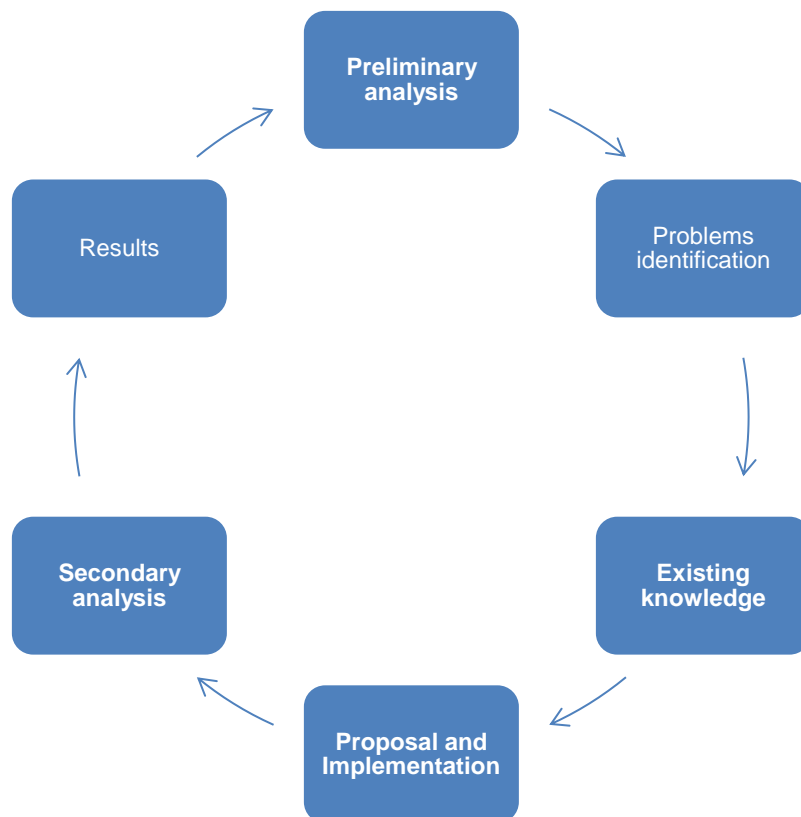 Preliminary
analysis
Problems
identification
Existing
knowledge
Proposal and
Implementation
Secondary
analysis
Results